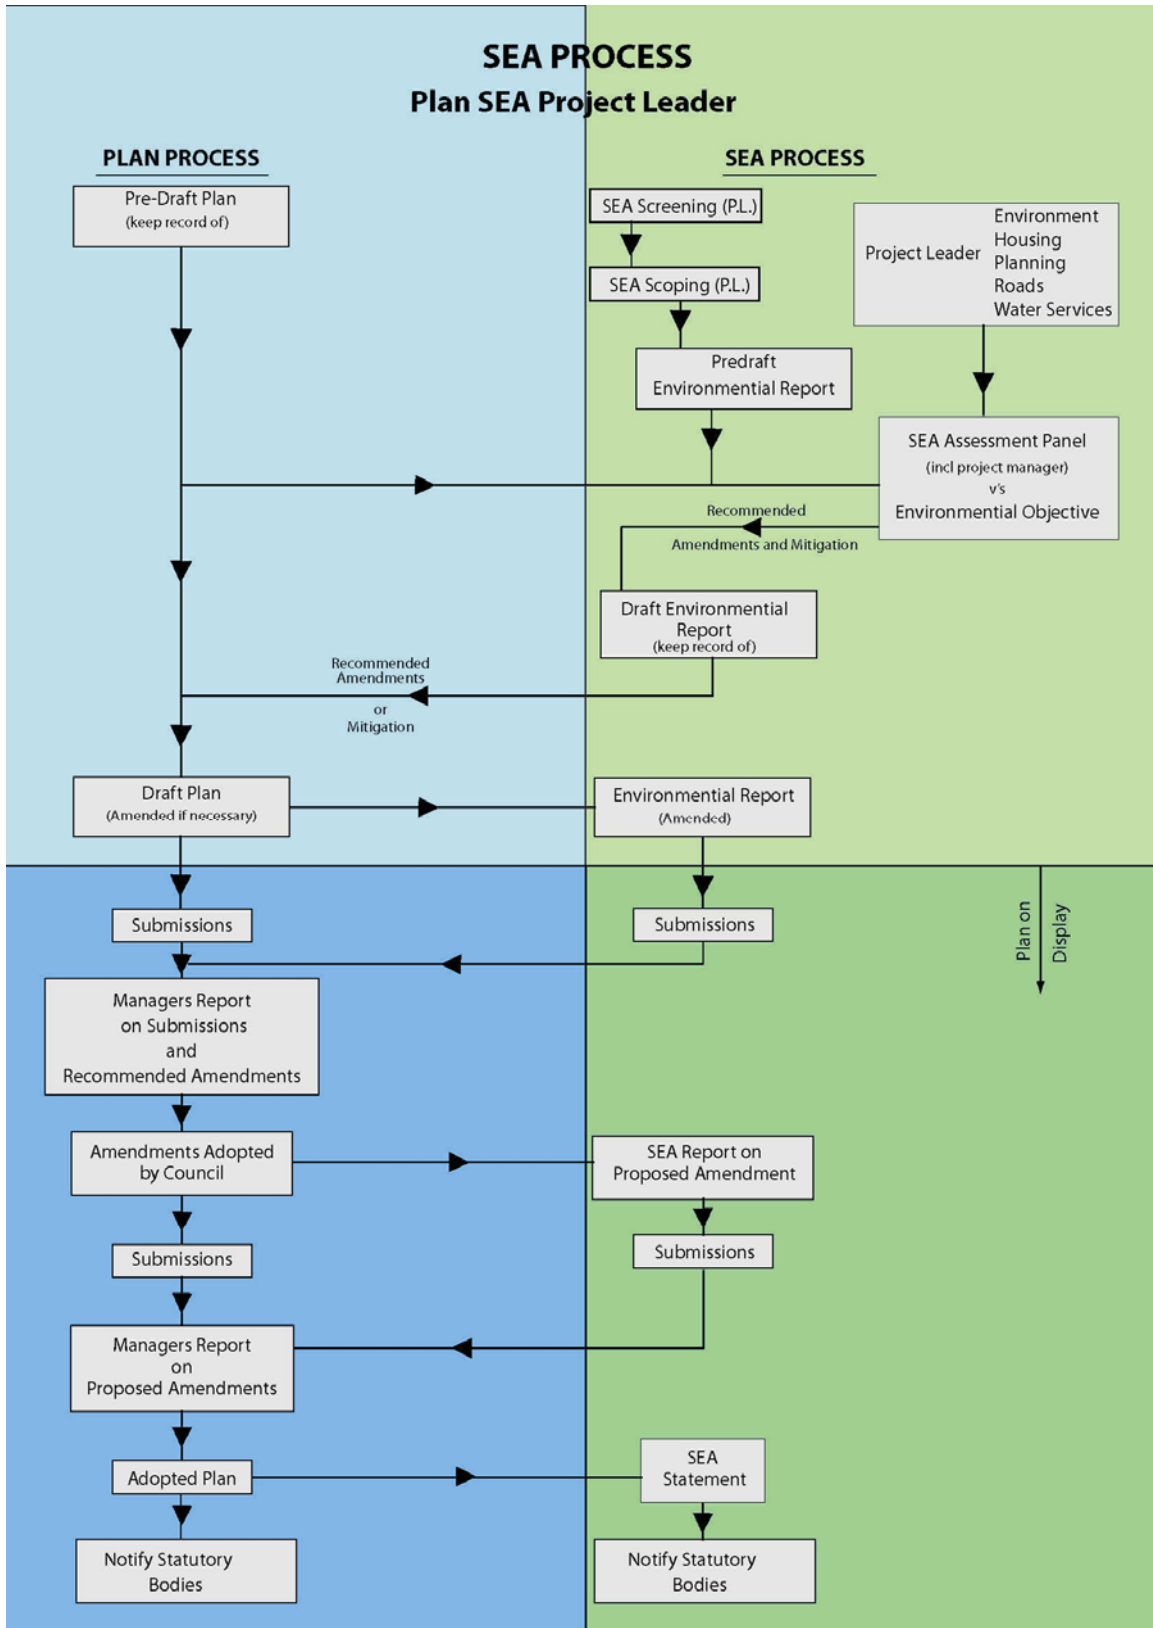 SEA PROCESS
Plan SEA Project Leader
PLAN PROCESS
Pre-Draft Plan
(keep record of)
SEA PROCESS
SEA Screening (P.L.)
SEA Scoping (P.L.)
Predraft
Environmental Report
Project Leader
Environment
Housing
Planning
Roads
Water Services
SEA Assessment Panel
(incl project manager)
v's
Environmental Objective
Recommended
Amendments and Mitigation
Draft Environmental
Report
(keep record of)
Recommended
Amendments
or
Mitigation
Draft Plan
(Amended if necessary)
Environmental Report
(Amended)
Submissions
Submissions
Plan on
Display
Managers Report
on Submissions
and
Recommended Amendments
Amendments Adopted
by Council
SEA Report on
Proposed Amendment
Submissions
Submissions
Managers Report
on
Proposed Amendments
Adopted Plan
SEA
Statement
Notify Statutory
Bodies
Notify Statutory
Bodies